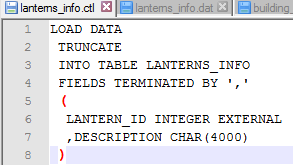 lanterns_info.ctl lanterns_info.dat building_
1 LOAD DATA
2 TRUNCATE
3 INTO TABLE LANTERNS_INFO
4 FIELDS TERMINATED BY ','
5 (
6 LANTERN_ID INTEGER EXTERNAL
7 ,DESCRIPTION CHAR(4000)
8 )